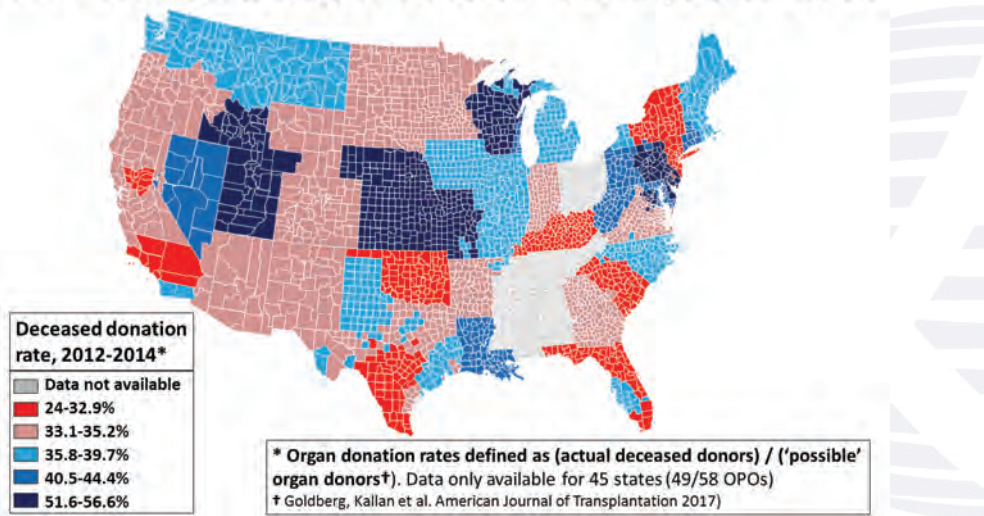 Deceased donation
rate, 2012-2014*
Data not available
24-32.9%
33.1-35.2%
35.8-39.7%
40.5-44.4%
51.6-56.6%
* Organ donation rates defined as (actual deceased donors) / (‘possible’
organ donors†). Data only available for 45 states (49/58 OPOs)
† Goldberg, Kallan et al. American Journal of Transplantation 2017)